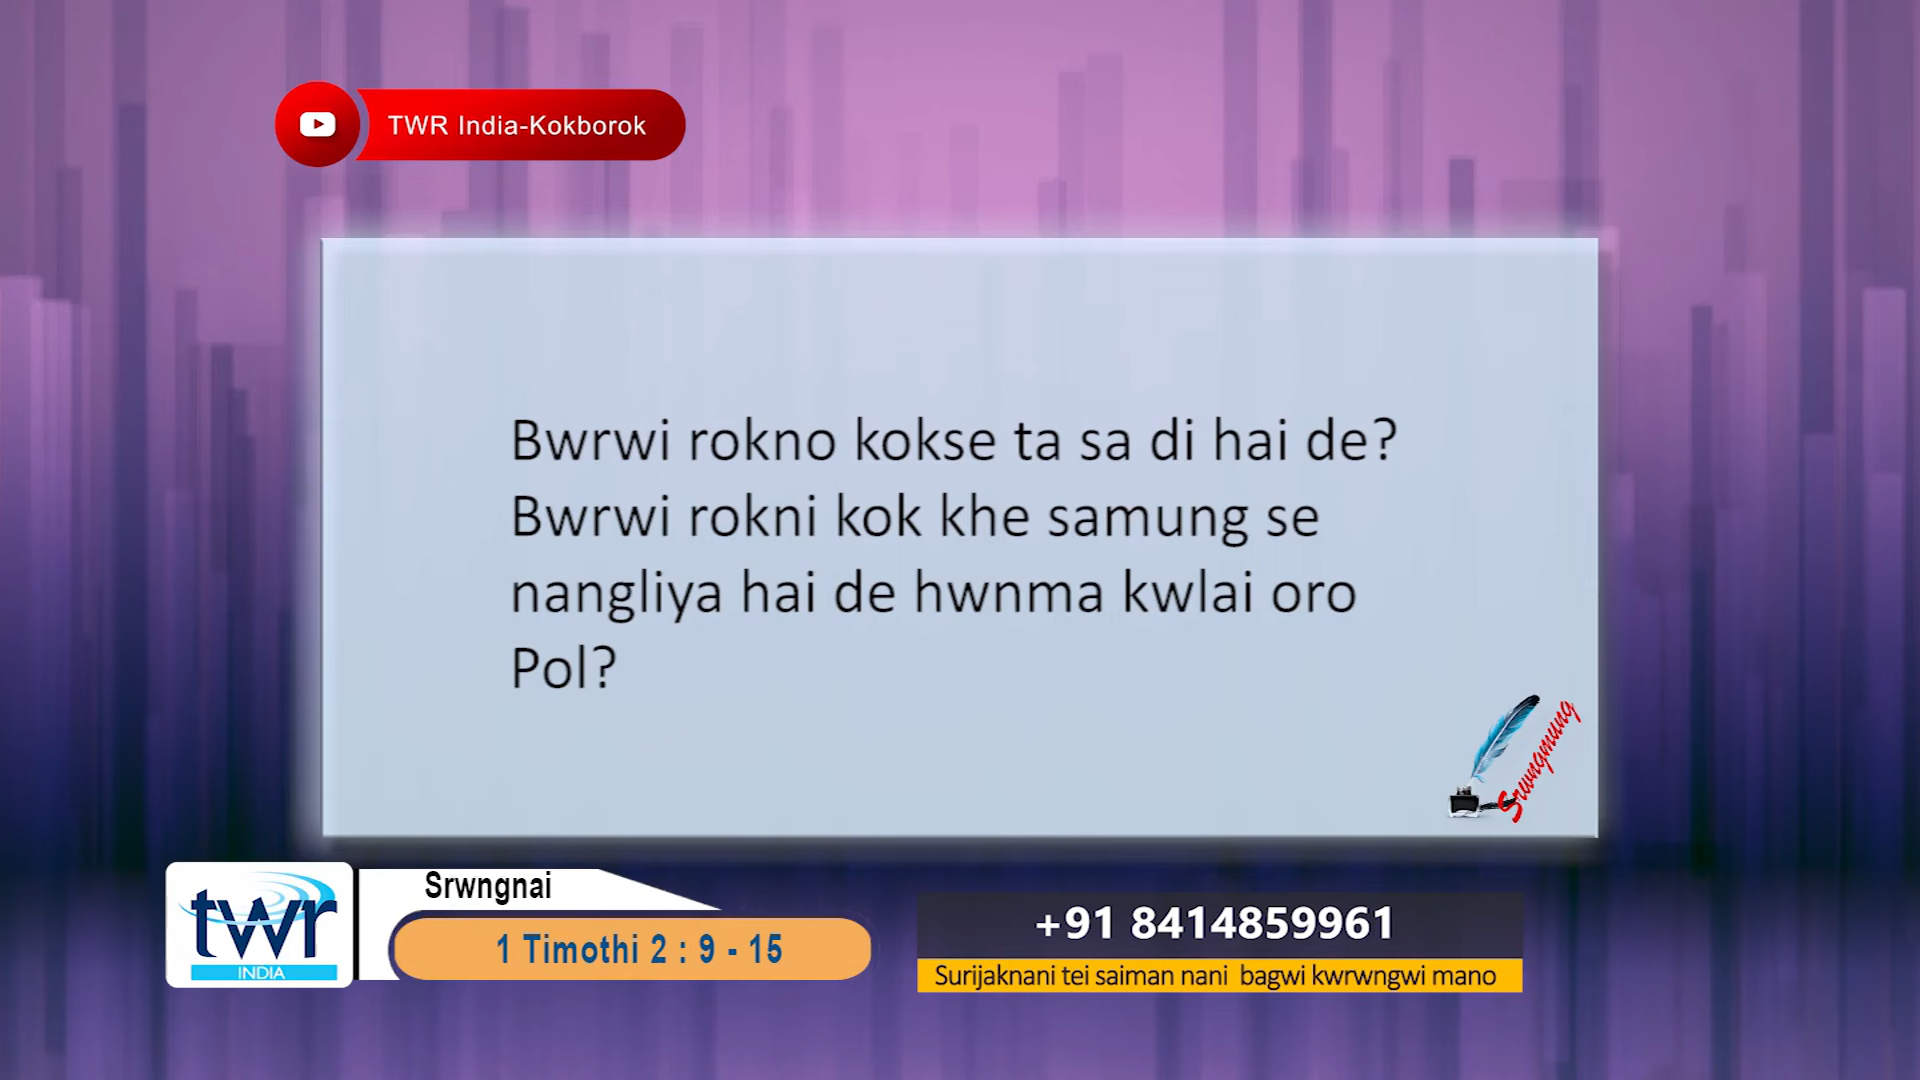 TWR India-Kokborok
Bwrwi rokno kokse ta sa di hai de?
Bwrwi rokni kok khe samung se
nangliya hai de hwnma kwlai oro
Pol?
Srwngmung
twr
INDIA
Srwngnai
1 Timothi 2 : 9 - 15
+91 8414859961
Surijaknani tei saiman nani bagwi kwrwngwi mano